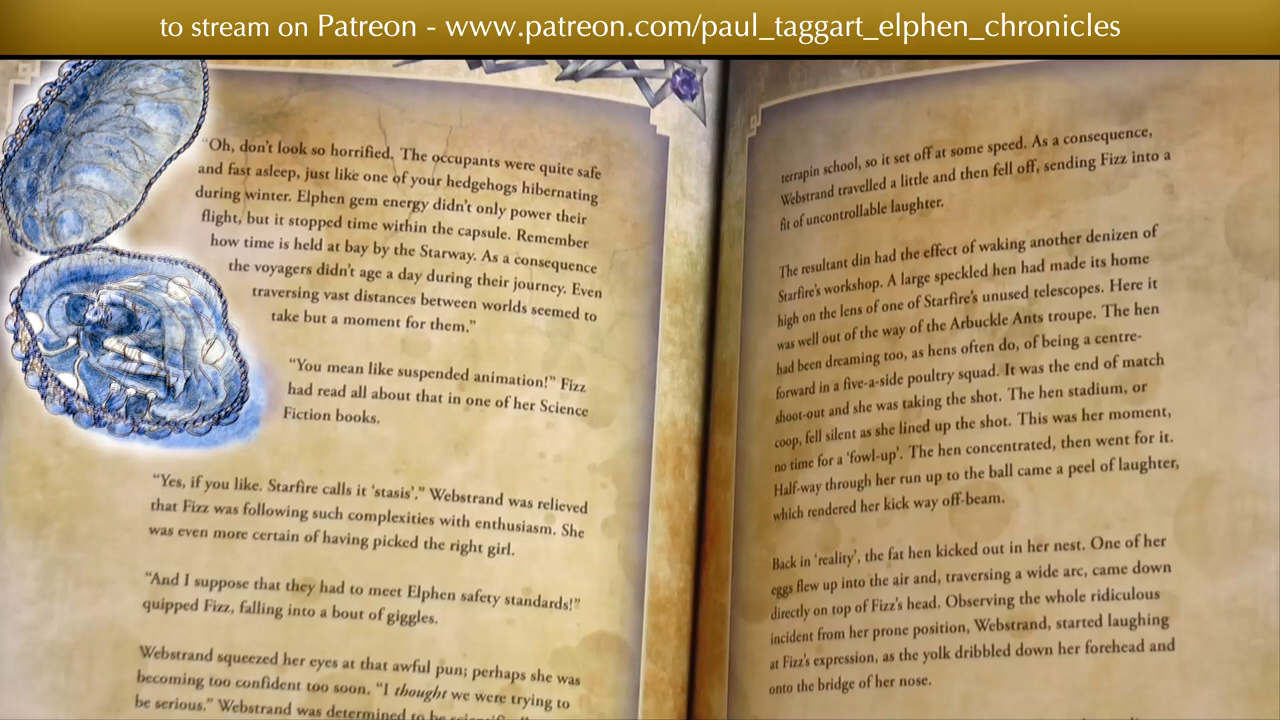 to stream on Patreon - www.patreon.com/paul_taggart_elphen_chronicles
"Oh, don't look so horrified. The occupants were quite safe
and fast asleep, just like one of your hedgehogs hibernating
during winter. Elphen gem energy didn't only power their
flight, but it stopped time within the capsule. Remember
how time is held at bay by the Starway. As a consequence
the voyagers didn't age a day during their journey. Even
traversing vast distances between worlds seemed to
take but a moment for them."
"You mean like suspended animation!" Fizz
had read all about that in one of her Science
Fiction books.
"Yes, if you like. Starfire calls it 'stasis'." Webstrand was relieved
that Fizz was following such complexities with enthusiasm. She
was even more certain of having picked the right girl.
"And I suppose that they had to meet Elphen safety standards!"
quipped Fizz, falling into a bout of giggles.
Webstrand squeezed her eyes at that awful pun; perhaps she was
becoming too confident too soon. "I thought we were trying to
be serious." Webstrand was determined to be
terrapin school, so it set off at some speed. As a consequence,
Webstrand travelled a little and then fell off, sending Fizz into a
fit of uncontrollable laughter.
The resultant din had the effect of waking another denizen of
Starfire's workshop. A large speckled hen had made its home
high on the lens of one of Starfire's unused telescopes. Here it
was well out of the way of the Arbuckle Ants troupe. The hen
had been dreaming too, as hens often do, of being a centre-
forward in a five-a-side poultry squad. It was the end of match
shoot-out and she was taking the shot. The hen stadium, or
coop, fell silent as she lined up the shot. This was her moment,
no time for a 'fowl-up'. The hen concentrated, then went for it.
Half-way through her run up to the ball came a peel of laughter,
which rendered her kick way off-beam.
Back in 'reality', the fat hen kicked out in her nest. One of her
eggs flew up into the air and, traversing a wide arc, came down
directly on top of Fizz's head. Observing the whole ridiculous
incident from her prone position, Webstrand, started laughing
at Fizz's expression, as the yolk dribbled down her forehead and
onto the bridge of her nose.